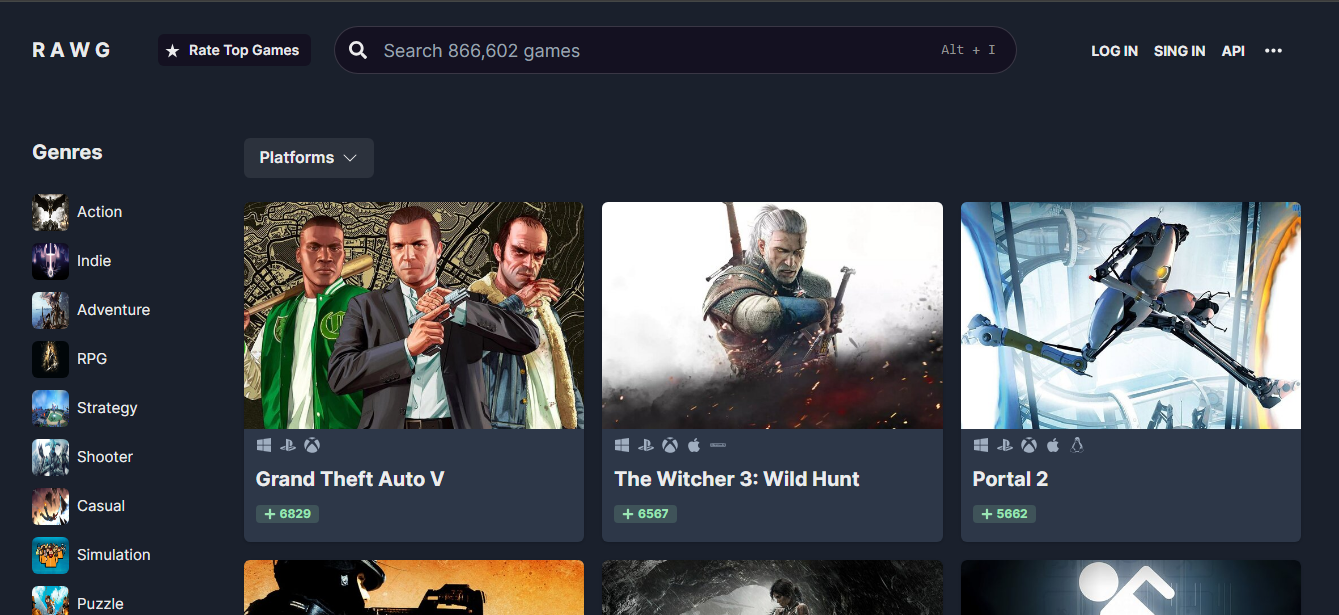 RAWG
Rate Top Games
Search 866,602 games
Alt + I
LOG IN
SING IN
API
Genres
Platforms
Action
Indie
Adventure
RPG
Strategy
Shooter
Casual
Simulation
Puzzle
Grand Theft Auto V
+ 6829
The Witcher 3: Wild Hunt
+ 6567
Portal 2
+ 5662